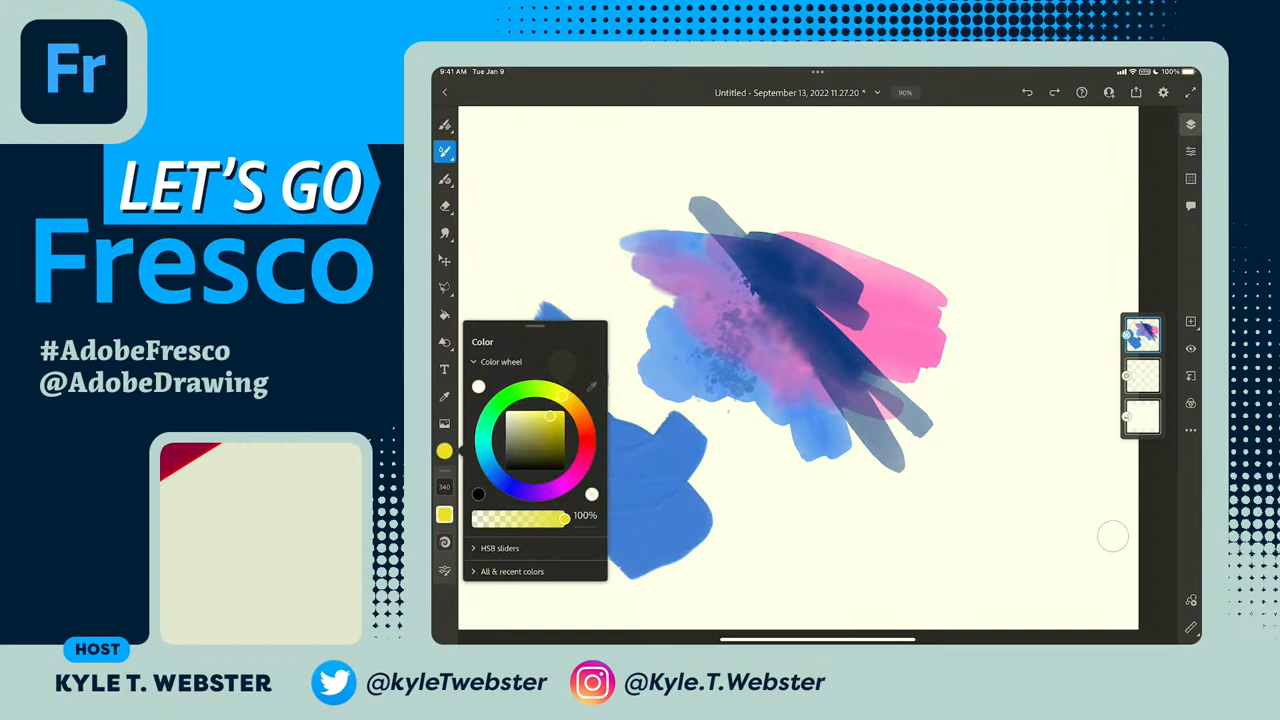 Fr
LET'S GO
Fresco
#AdobeFresco
@AdobeDrawing
9:41 AM Tue Jan 9
100%
Untitled - September 13, 2022 11.27.20 *
90%
Color
Color wheel
340
100%
HSB sliders
All & recent colors
T
HOST
KYLE T. WEBSTER
@kyleTwebster
@Kyle.T.Webster